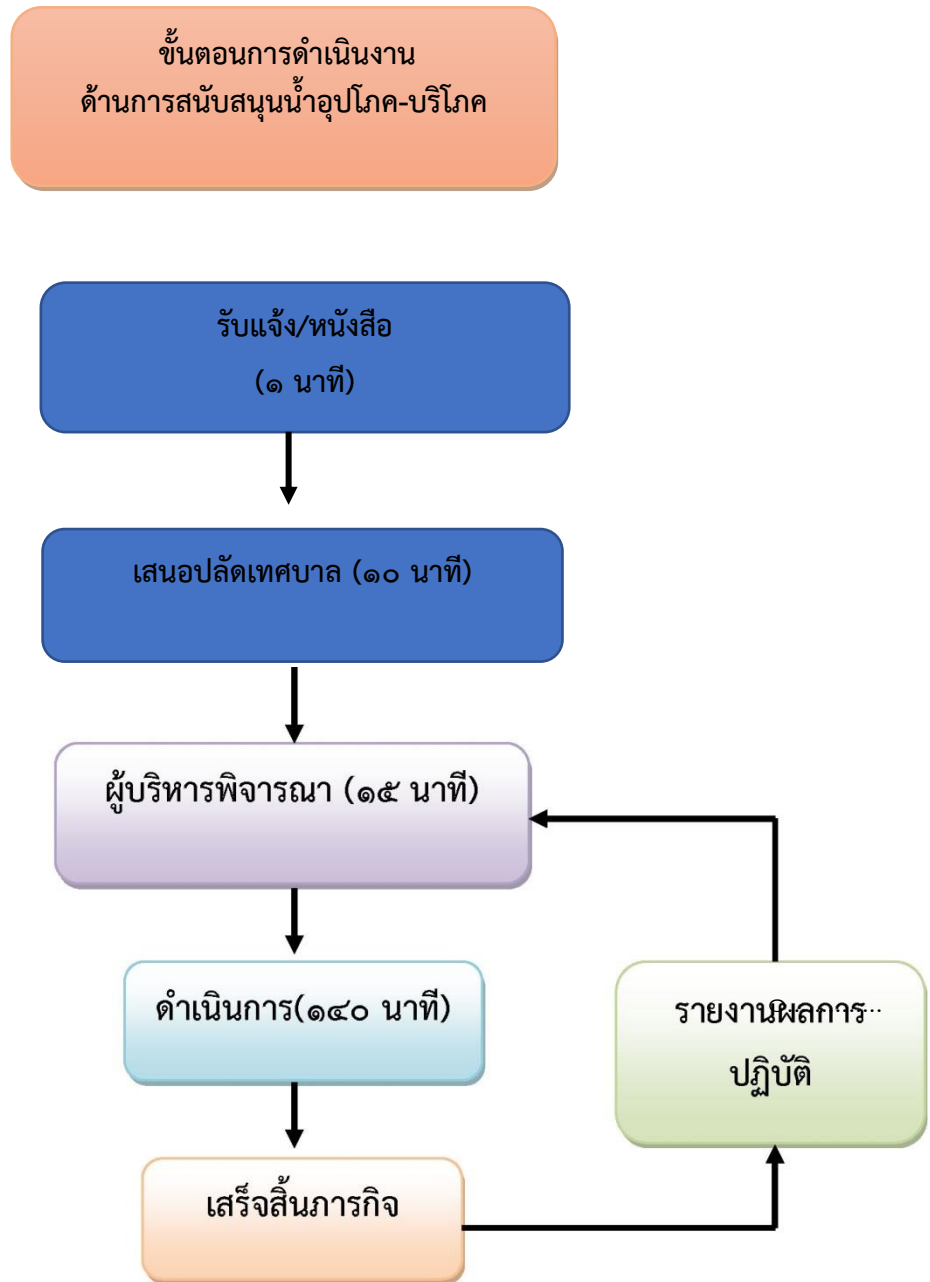 ขั้นตอนการดำเนินงาน
ด้านการสนับสนุนน้ำอุปโภค-บริโภค
รับแจ้ง/หนังสือ
(๑ นาที)
เสนอปลัดเทศบาล (๑๐ นาที)
ผู้บริหารพิจารณา (๑๕ นาที)
ดำเนินการ(๑๔๐ นาที)
รายงานผลการ
ปฏิบัติ
เสร็จสิ้นภารกิจ